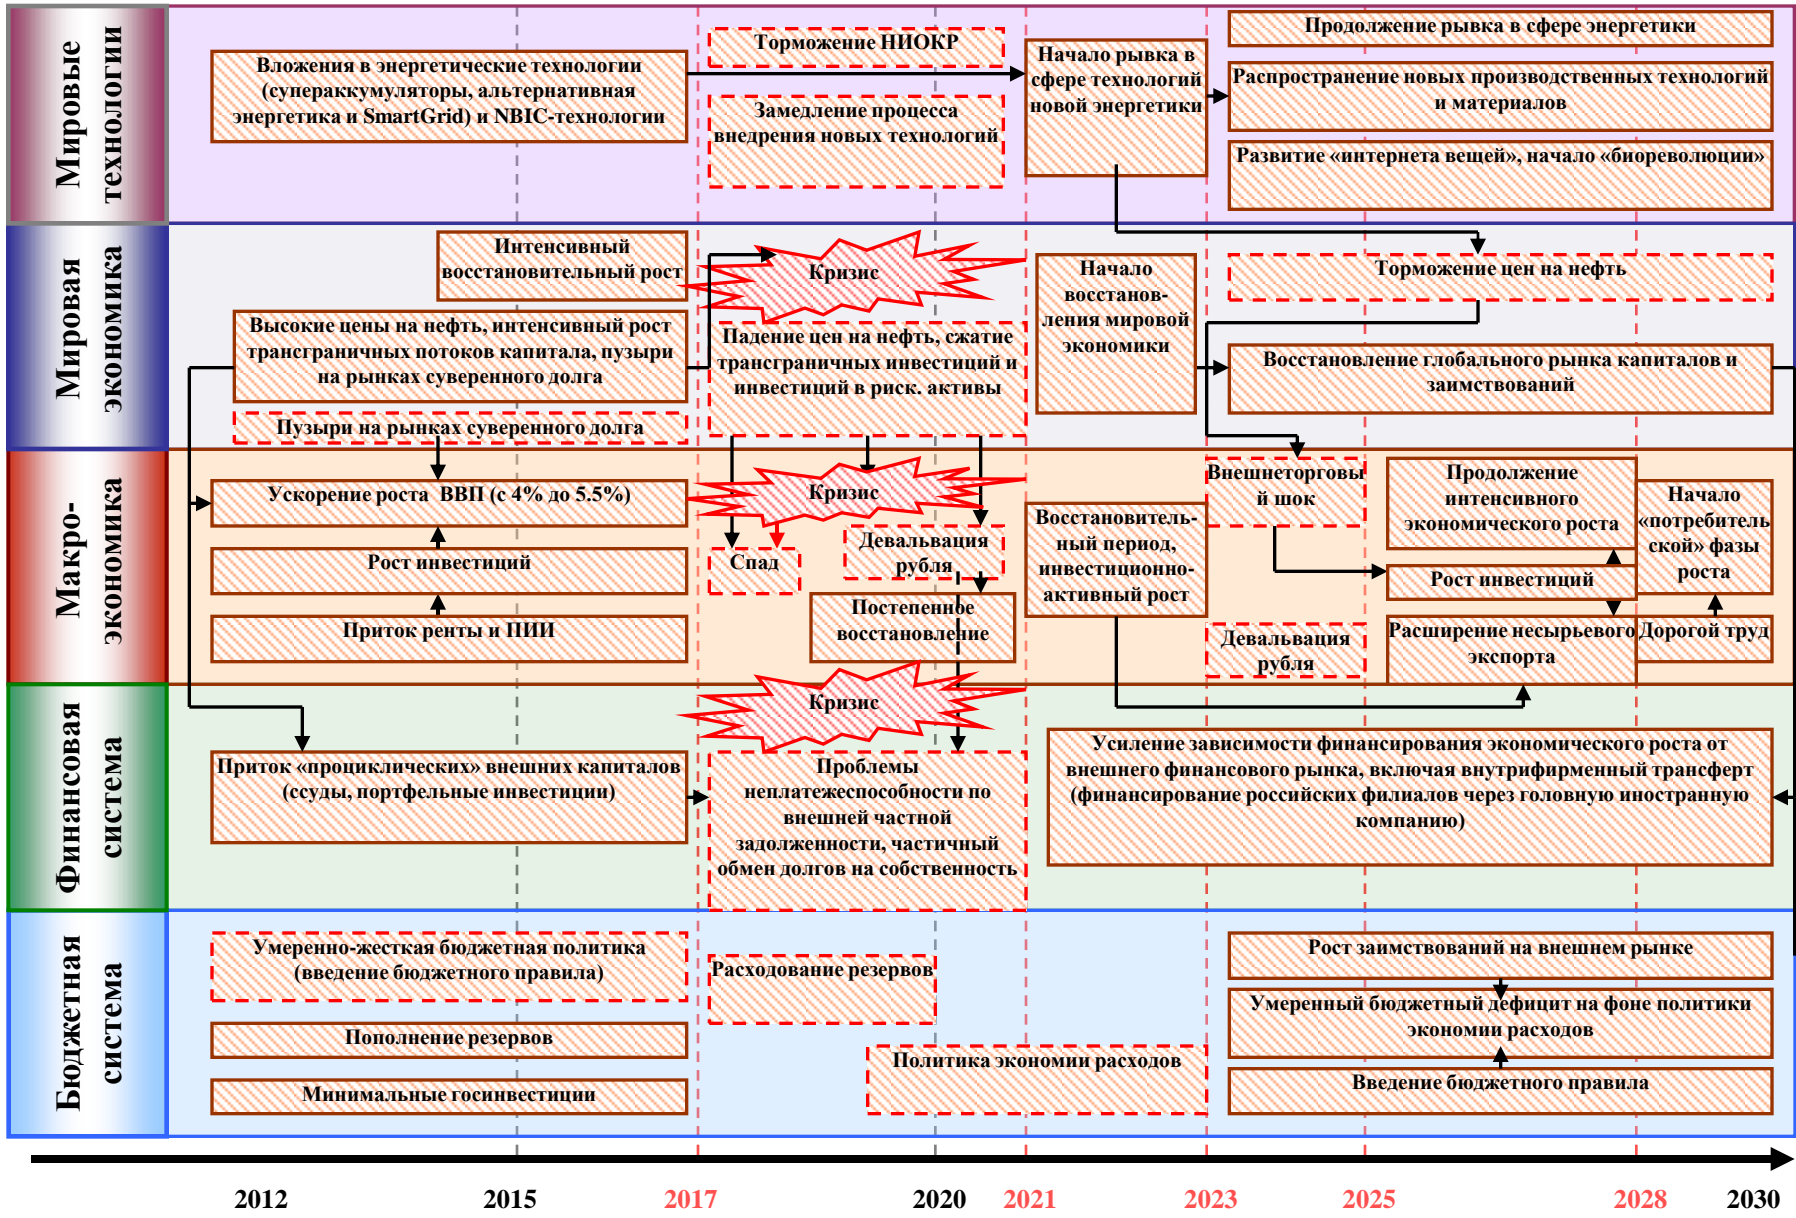 Мировые
технологии
Вложения в энергетические технологии
(супераккумуляторы, альтернативная
энергетика и SmartGrid) и NBIC-технологии
Торможение НИОКР
Замедление процесса
внедрения новых технологий
Начало рывка в
сфере технологий
новой энергетики
Продолжение рывка в сфере энергетики
Распространение новых производственных технологий
и материалов
Развитие «интернета вещей», начало «биореволюции»
Мировая
экономика
Интенсивный
восстановительный рост
Высокие цены на нефть, интенсивный рост
трансграничных потоков капитала, пузыри
на рынках суверенного долга
Пузыри на рынках суверенного долга
Кризис
Падение цен на нефть, сжатие
трансграничных инвестиций и
инвестиций в риск. активы
Начало
восстанов-
ления мировой
экономики
Торможение цен на нефть
Восстановление глобального рынка капиталов и
заимствований
Макро-
экономика
Ускорение роста ВВП (с 4% до 5.5%)
Рост инвестиций
Приток ренты и ПИИ
Кризис
Спад
Девальвация
рубля
Постепенное
восстановление
Восстановитель-
ный период,
инвестиционно-
активный рост
Внешнеторговы
й шок
Девальвация
рубля
Продолжение
интенсивного
экономического роста
Рост инвестиций
Расширение несырьевого
экспорта
Начало
«потребитель
ской» фазы
роста
Дорогой труд
Финансовая
система
Приток «проциклических» внешних капиталов
(ссуды, портфельные инвестиции)
Кризис
Проблемы
неплатежеспособности по
внешней частной
задолженности, частичный
обмен долгов на собственность
Усиление зависимости финансирования экономического роста от
внешнего финансового рынка, включая внутрифирменный трансферт
(финансирование российских филиалов через головную иностранную
компанию)
Бюджетная
система
Умеренно-жесткая бюджетная политика
(введение бюджетного правила)
Пополнение резервов
Минимальные госинвестиции
Расходование резервов
Политика экономии расходов
Рост заимствований на внешнем рынке
Умеренный бюджетный дефицит на фоне политики
экономии расходов
Введение бюджетного правила
2012 2015 2017 2020 2021 2023 2025 2028 2030